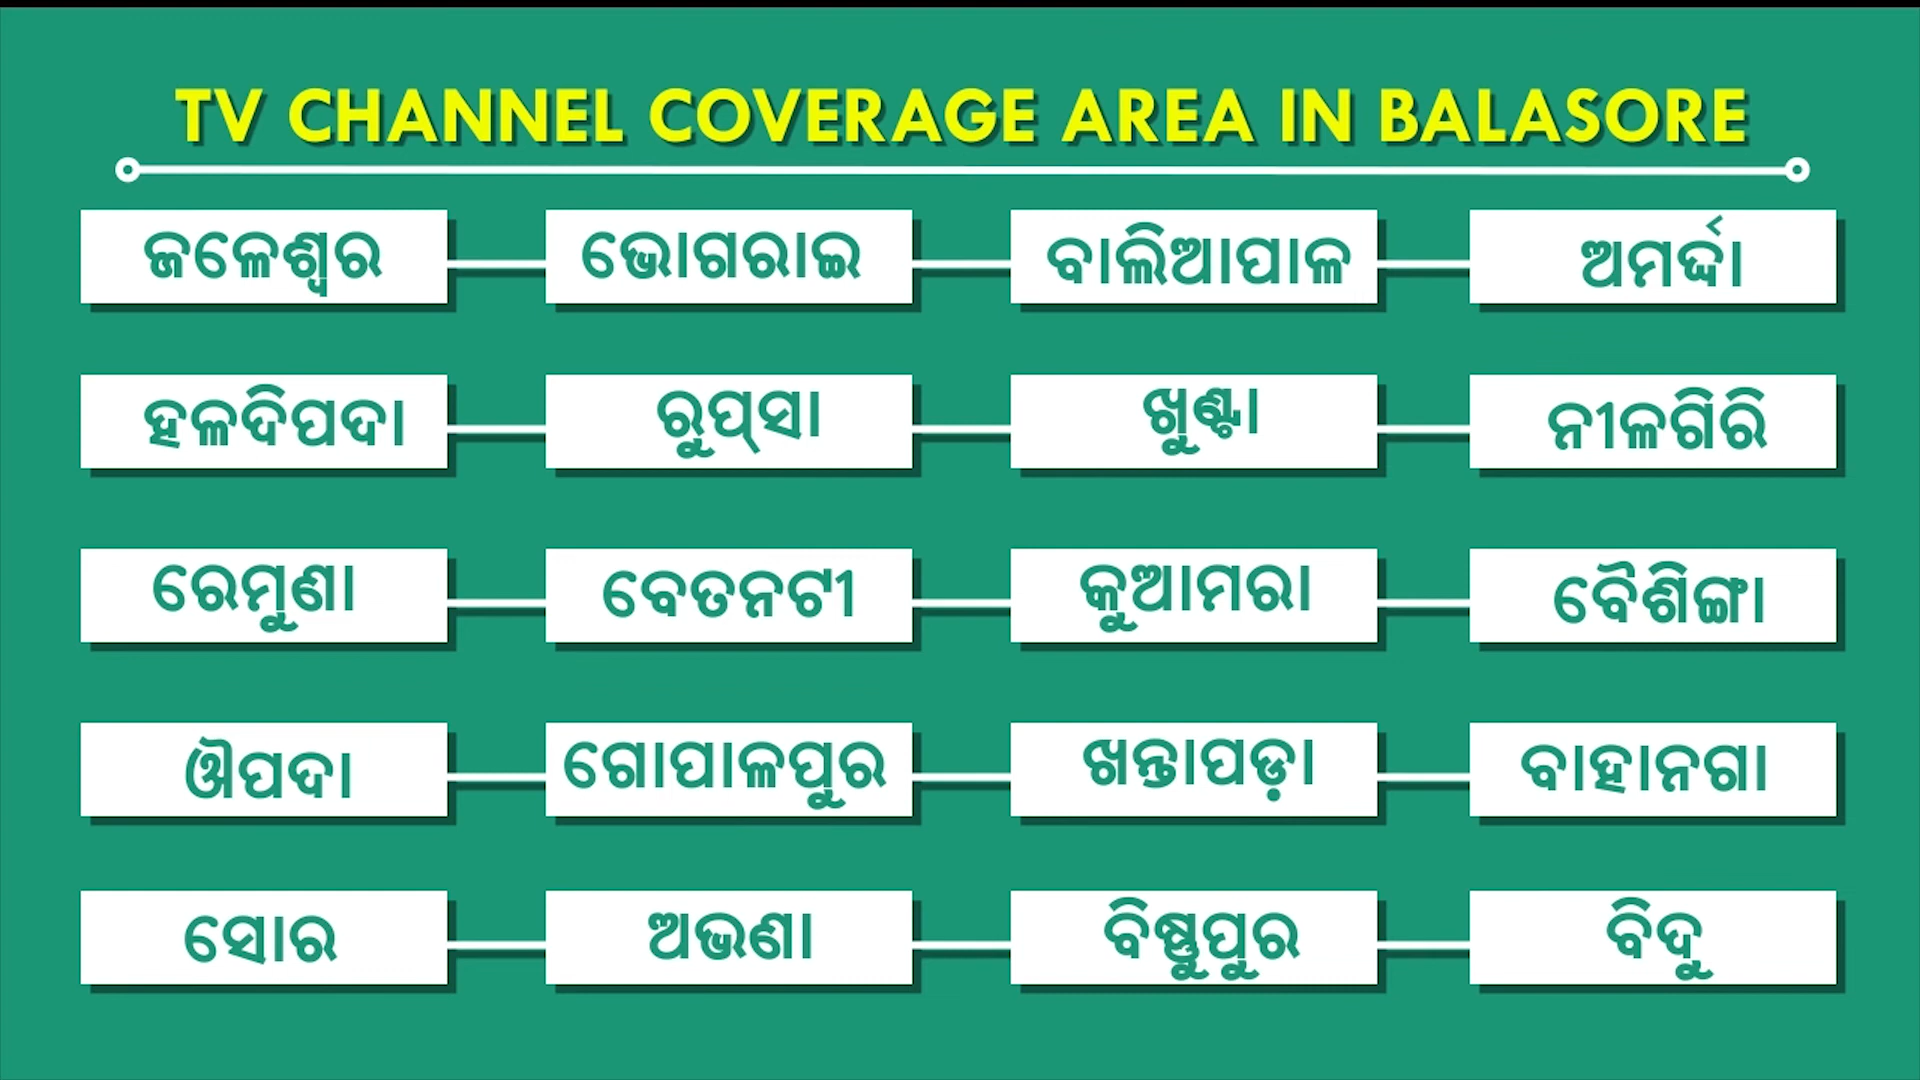 TV CHANNEL COVERAGE AREA IN BALASORE
ଜଳେଶ୍ୱର ଭୋଗରାଇ ବାଲିଆପାଳ ଅମର୍ଦ୍ଦା
ହଳଦିପଦା ରୁପ୍‌ସା ଖୁଣ୍ଟା ନୀଳଗିରି
ରେମୁଣା ବେତନଟୀ କୁଆମରା ବୈଶିଙ୍ଗା
ଔପଦା ଗୋପାଳପୁର ଖନ୍ତାପଡ଼ା ବାହାନଗା
ସୋର ଅଭଣା ବିଷ୍ଣୁପୁର ବିଦୁ